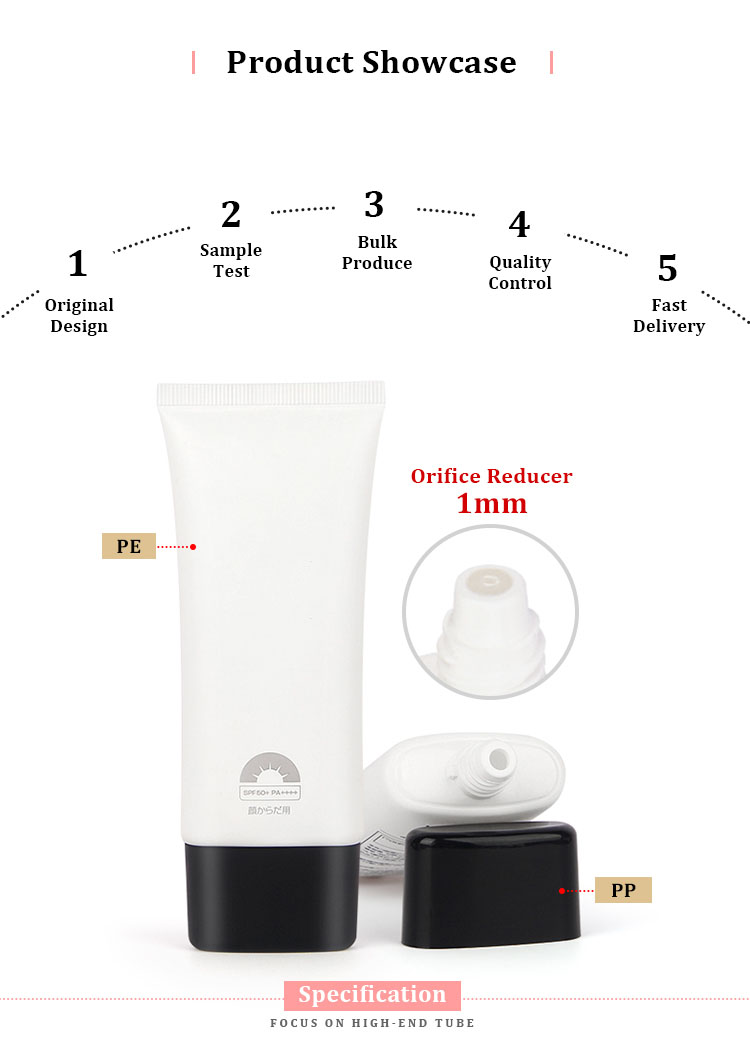 Product Showcase
1
Original
Design
2
Sample
Test
3
Bulk
Produce
4
Quality
Control
5
Fast
Delivery
Orifice Reducer
1mm
PE
SPF50+ PA++++
顔からだ用
PP
Specification
FOCUS ON HIGH-END TUBE